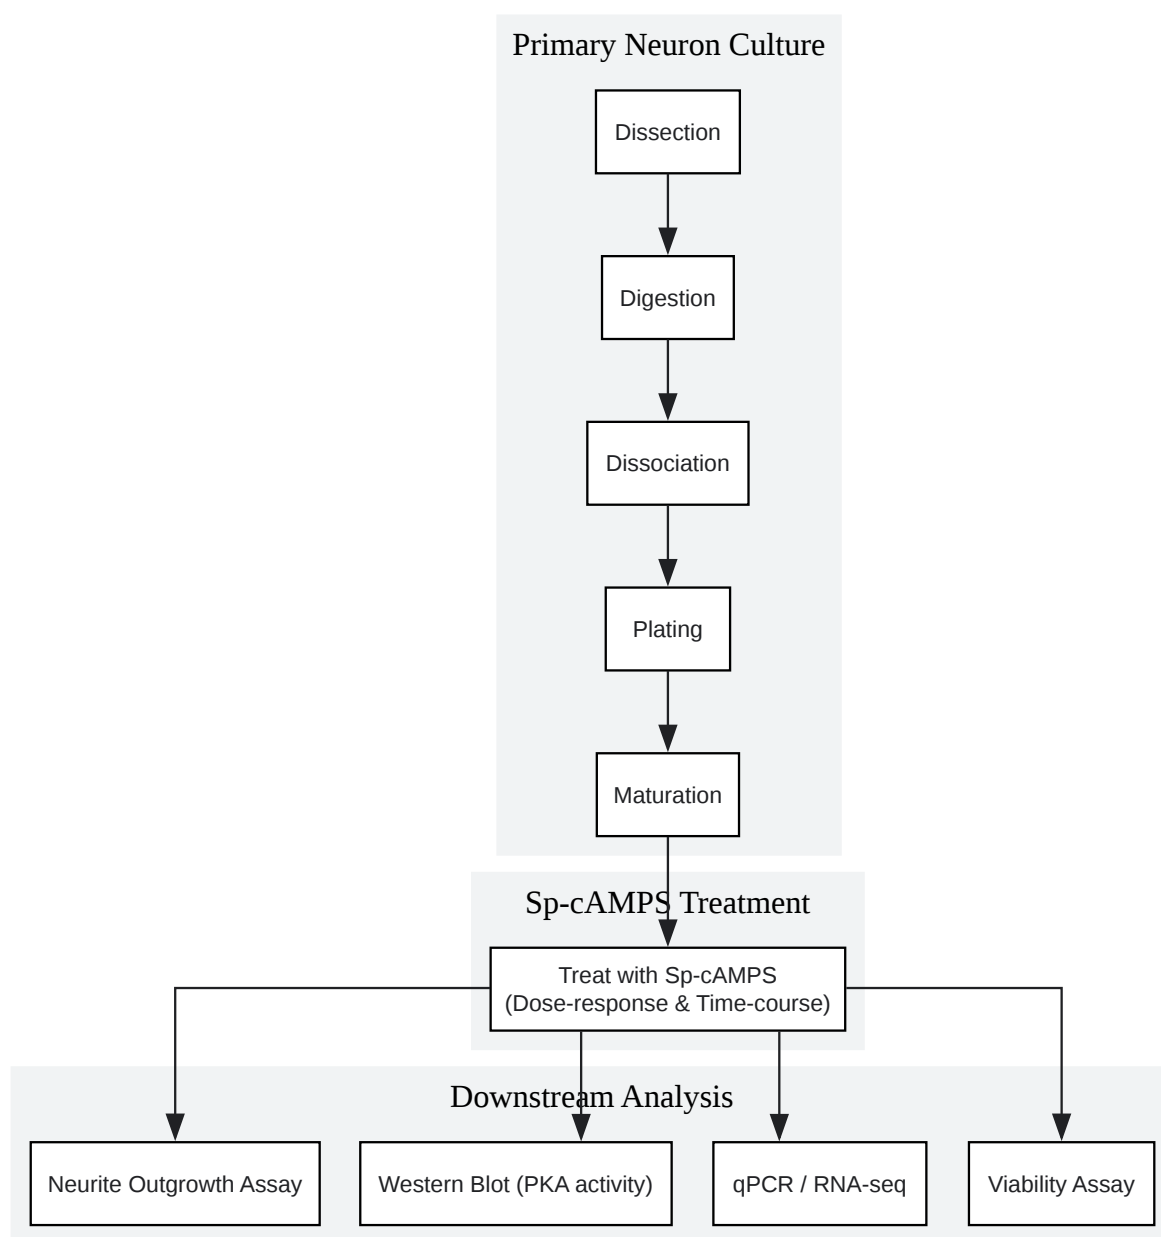 Primary Neuron Culture
Dissection
Digestion
Dissociation
Plating
Maturation
Sp-cAMPS Treatment
Treat with Sp-cAMPS
(Dose-response & Time-course)
Downstream Analysis
Neurite Outgrowth Assay
Western Blot (PKA activity)
qPCR / RNA-seq
Viability Assay